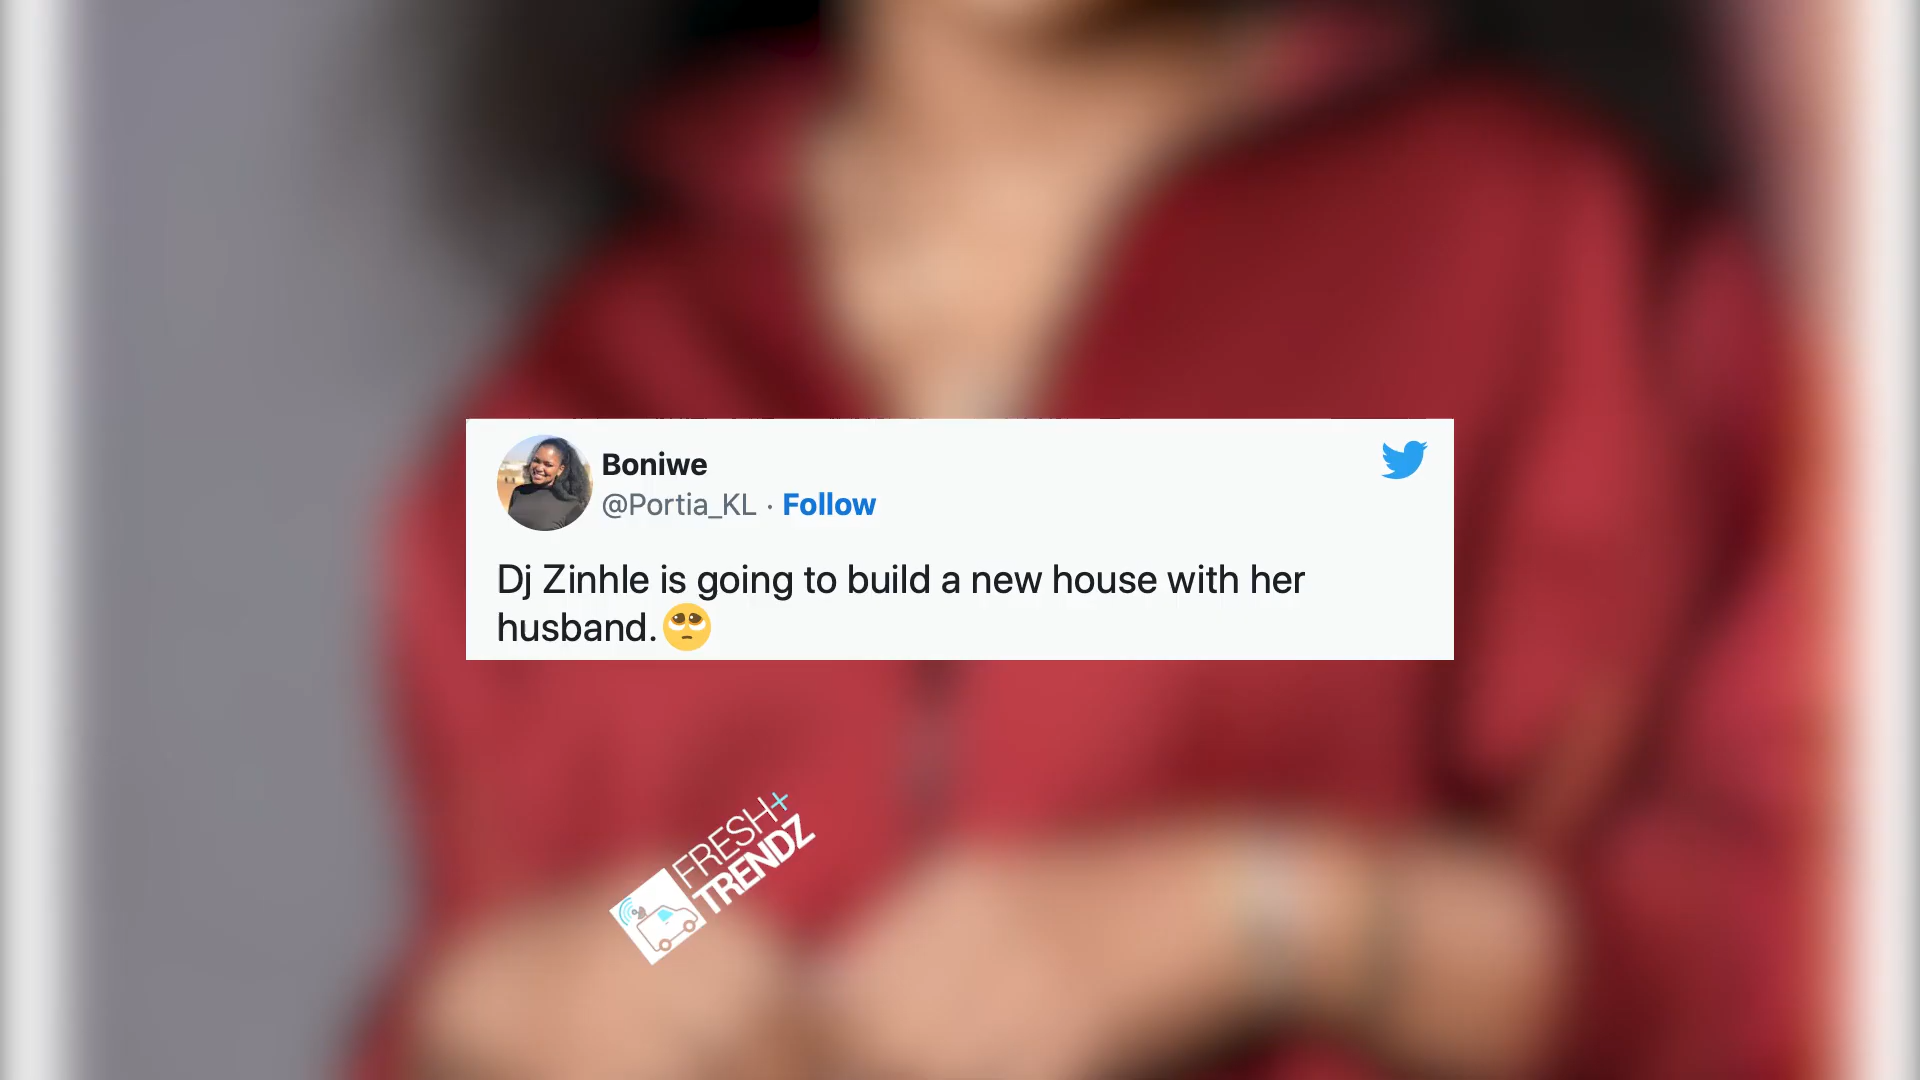 Boniwe
@Portia_KL · Follow
Dj Zinhle is going to build a new house with her
husband.🥺
FRESH+
TRENDZ